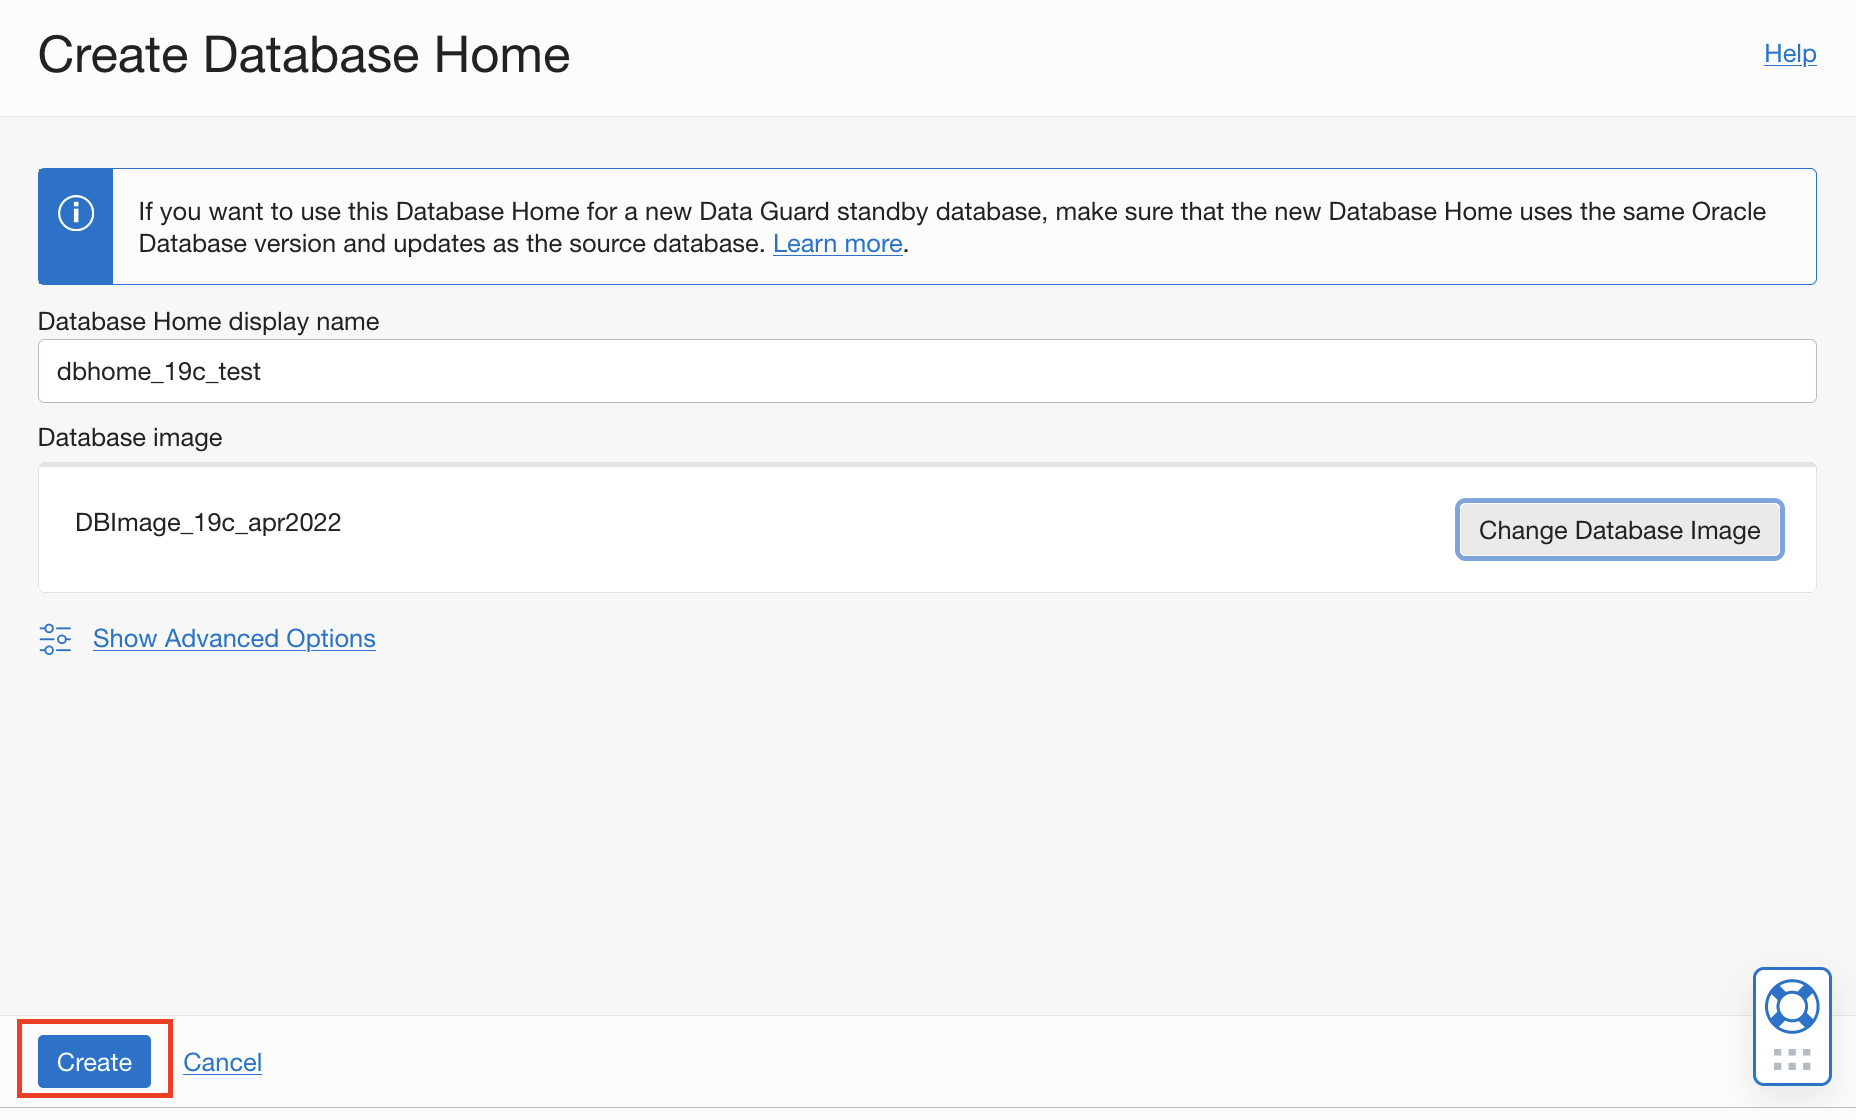 Create Database Home
Help
If you want to use this Database Home for a new Data Guard standby database, make sure that the new Database Home uses the same Oracle
Database version and updates as the source database. Learn more.
Database Home display name
dbhome_19c_test
Database image
DBImage_19c_apr2022
Change Database Image
Show Advanced Options
Create
Cancel